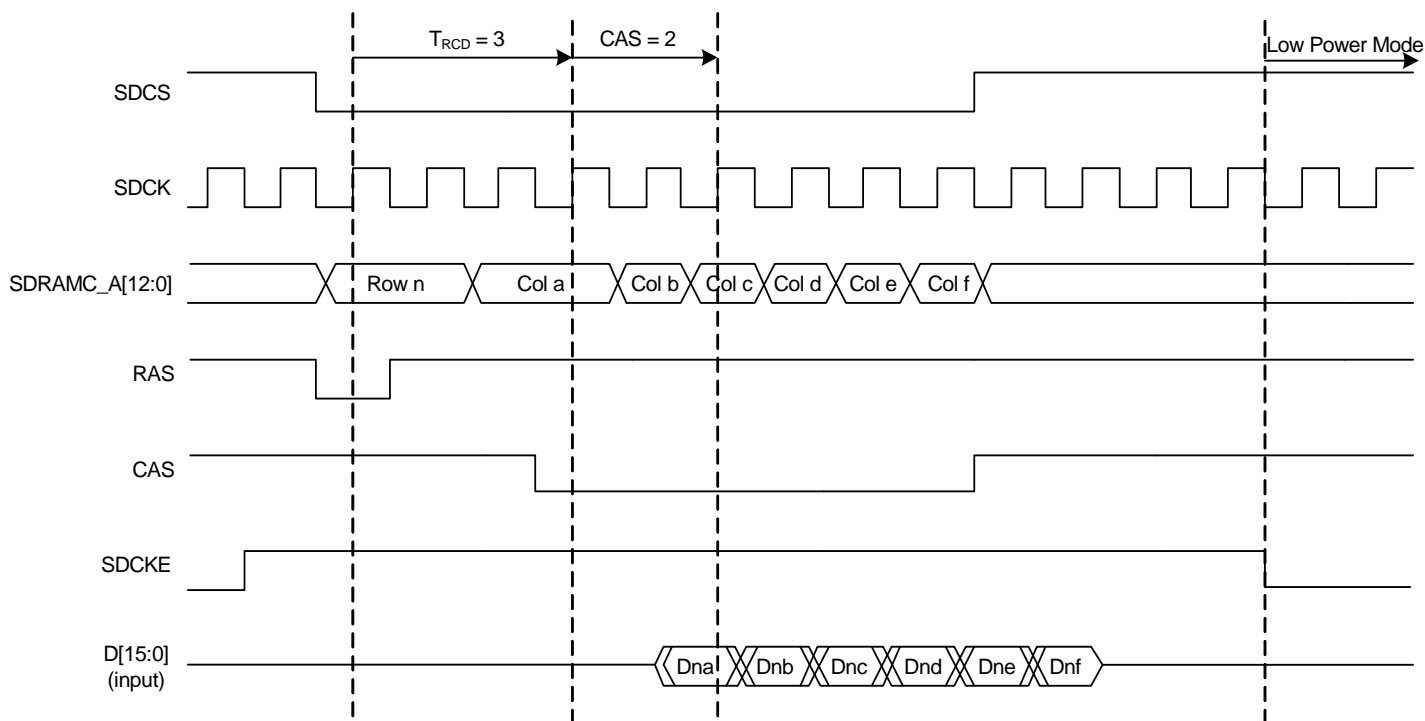 T_RCD = 3
CAS = 2
Low Power Mode
SDCS
SDCK
SDRAMC_A[12:0]
Row n
Col a
Col b
Col c
Col d
Col e
Col f
RAS
CAS
SDCKE
D[15:0]
(input)
Dna
Dnb
Dnc
Dnd
Dne
Dnf